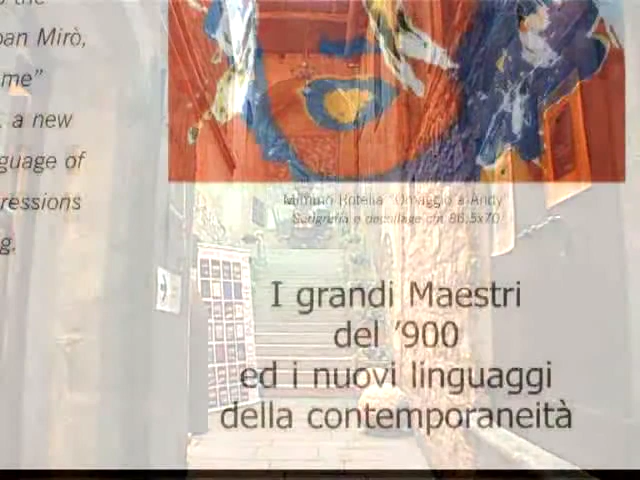 the
oan Mirò,
me”
a new
guage of
ressions
g.
Mimmo Rotella “Omaggio a Andy”
Serigrafia e decollage cm 86,5x70
I grandi Maestri
del ’900
ed i nuovi linguaggi
della contemporaneità